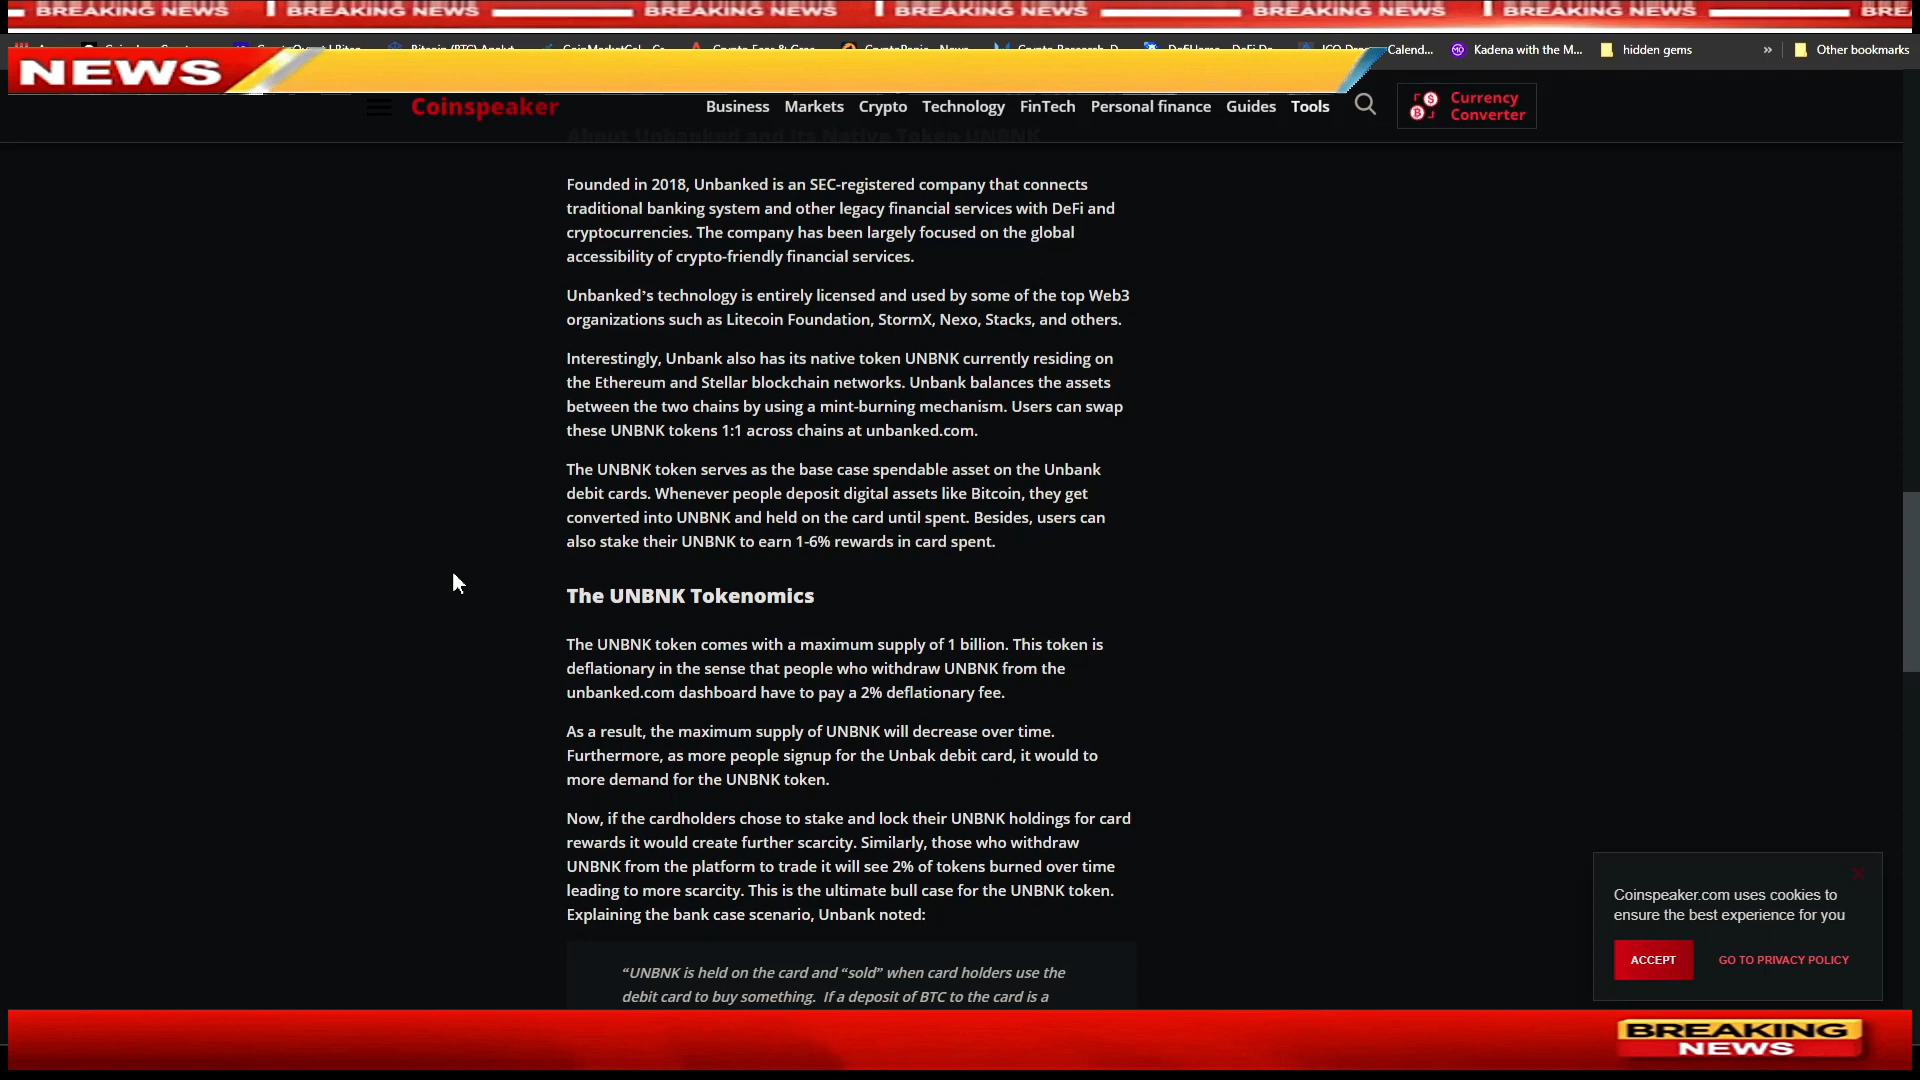 BREAKING NEWS BREAKING NEWS BREAKING NEWS BREAKING NEWS BREAKING NEWS BREAKING NEWS BRE
Calend... Kadena with the M... hidden gems » Other bookmarks
NEWS
Coinspeaker Business Markets Crypto Technology FinTech Personal finance Guides Tools Currency Converter
About Unbanked and Its Native Token UNBNK
Founded in 2018, Unbanked is an SEC-registered company that connects
traditional banking system and other legacy financial services with DeFi and
cryptocurrencies. The company has been largely focused on the global
accessibility of crypto-friendly financial services.
Unbanked's technology is entirely licensed and used by some of the top Web3
organizations such as Litecoin Foundation, StormX, Nexo, Stacks, and others.
Interestingly, Unbank also has its native token UNBNK currently residing on
the Ethereum and Stellar blockchain networks. Unbank balances the assets
between the two chains by using a mint-burning mechanism. Users can swap
these UNBNK tokens 1:1 across chains at unbanked.com.
The UNBNK token serves as the base case spendable asset on the Unbank
debit cards. Whenever people deposit digital assets like Bitcoin, they get
converted into UNBNK and held on the card until spent. Besides, users can
also stake their UNBNK to earn 1-6% rewards in card spent.
The UNBNK Tokenomics
The UNBNK token comes with a maximum supply of 1 billion. This token is
deflationary in the sense that people who withdraw UNBNK from the
unbanked.com dashboard have to pay a 2% deflationary fee.
As a result, the maximum supply of UNBNK will decrease over time.
Furthermore, as more people signup for the Unbak debit card, it would to
more demand for the UNBNK token.
Now, if the cardholders chose to stake and lock their UNBNK holdings for card
rewards it would create further scarcity. Similarly, those who withdraw
UNBNK from the platform to trade it will see 2% of tokens burned over time
leading to more scarcity. This is the ultimate bull case for the UNBNK token.
Explaining the bank case scenario, Unbank noted:
“UNBNK is held on the card and “sold” when card holders use the
debit card to buy something. If a deposit of BTC to the card is a
Coinspeaker.com uses cookies to
ensure the best experience for you
ACCEPT GO TO PRIVACY POLICY
BREAKING
NEWS